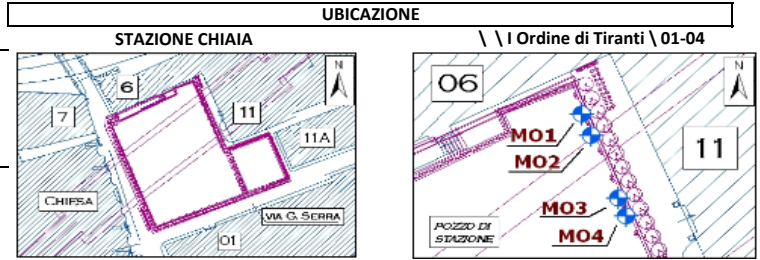 UBICAZIONE
STAZIONE CHIAIA
\ \ I Ordine di Tiranti \ 01-04
N
6
7
11
11A
CHIESA
VIA G. SERRA
01
N
06
MO1
MO2
11
MO3
MO4
POZZO DI
STAZIONE